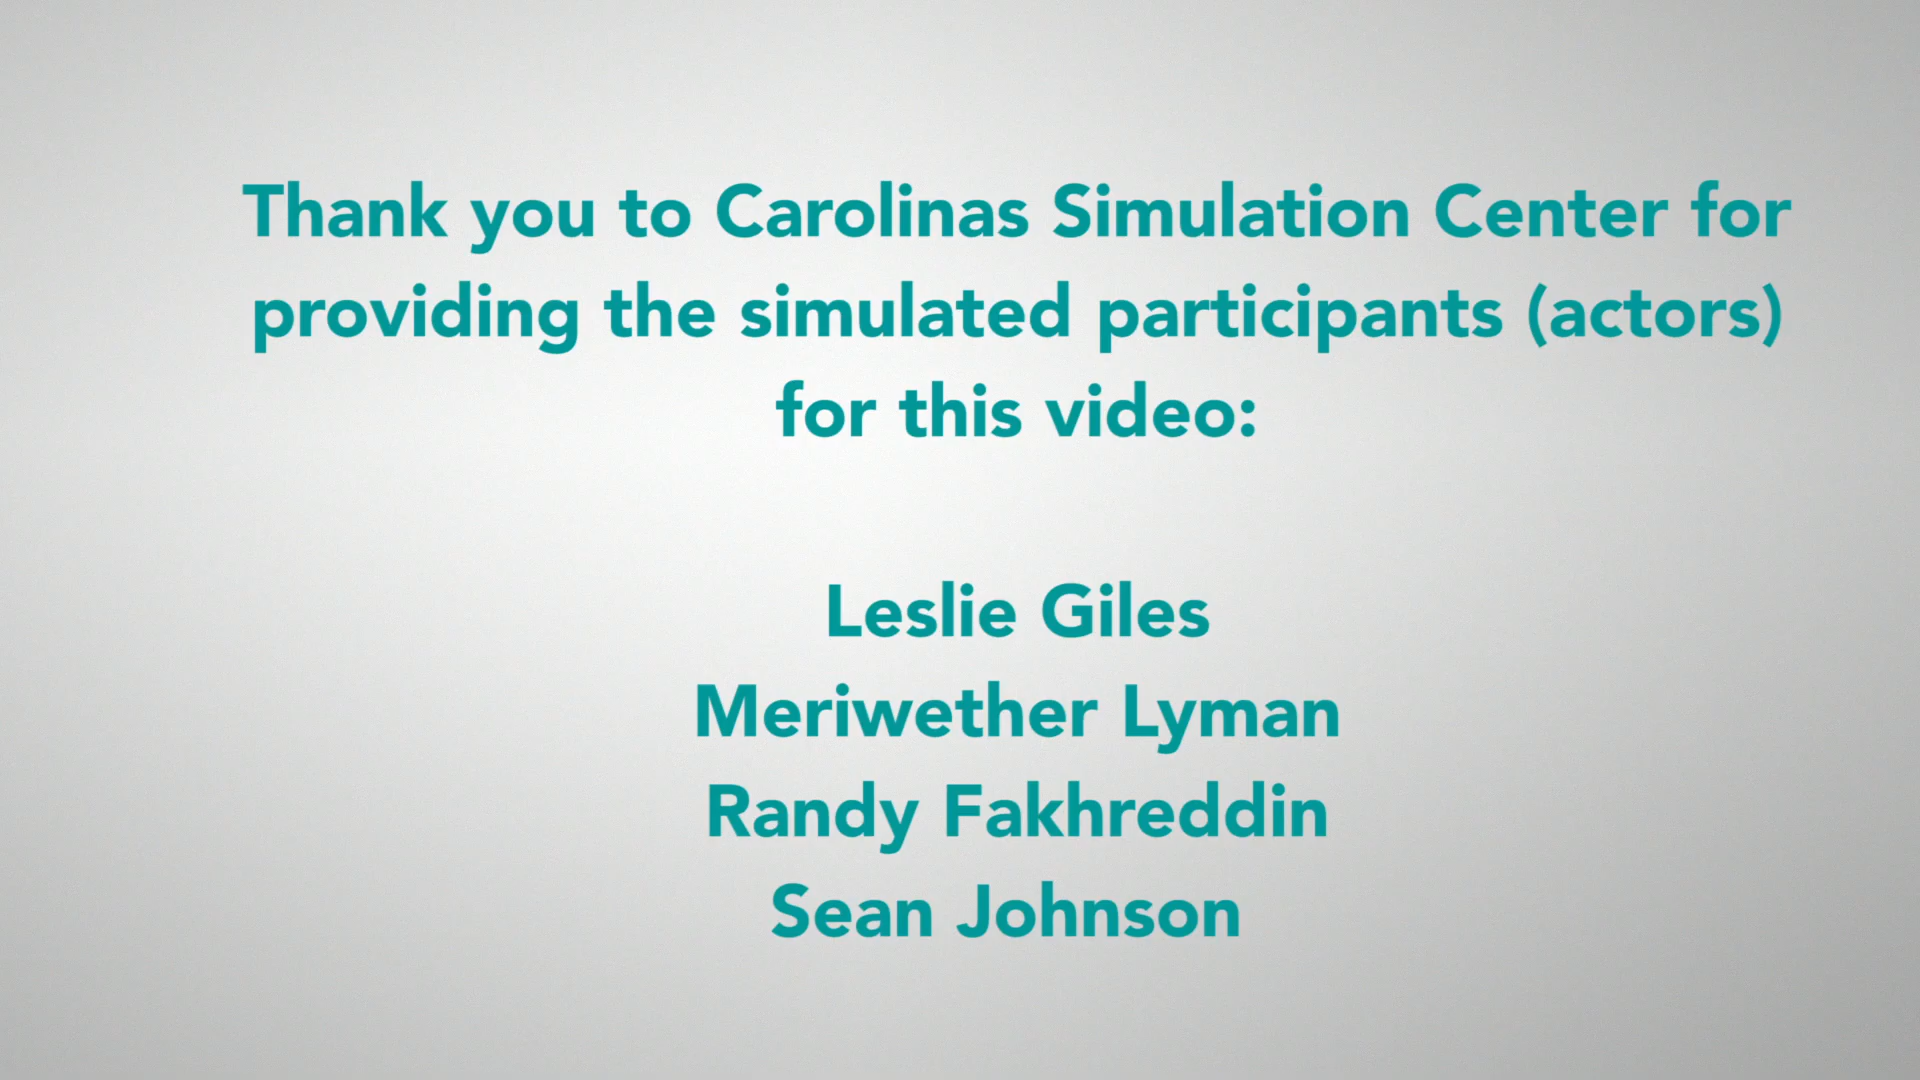 Thank you to Carolinas Simulation Center for
providing the simulated participants (actors)
for this video:
Leslie Giles
Meriwether Lyman
Randy Fakhreddin
Sean Johnson